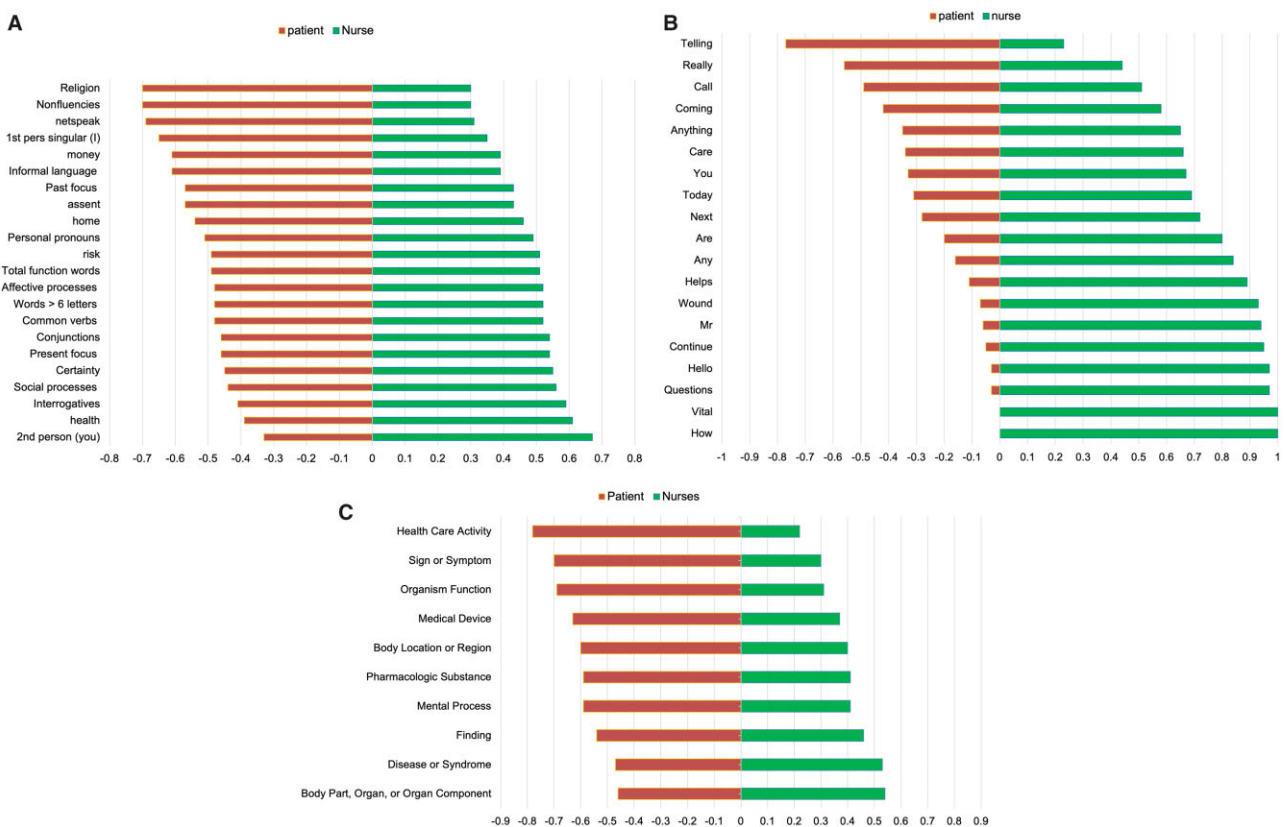 A
patient Nurse
Religion
Nonfluencies
netspeak
1st pers singular (I)
money
Informal language
Past focus
assent
home
Personal pronouns
risk
Total function words
Affective processes
Words > 6 letters
Common verbs
Conjunctions
Present focus
Certainty
Social processes
Interrogatives
health
2nd person (you)
-0.8 -0.7 -0.6 -0.5 -0.4 -0.3 -0.2 -0.1 0 0.1 0.2 0.3 0.4 0.5 0.6 0.7 0.8
B
patient nurse
Telling
Really
Call
Coming
Anything
Care
You
Today
Next
Are
Any
Helps
Wound
Mr
Continue
Hello
Questions
Vital
How
-1 -0.9 -0.8 -0.7 -0.6 -0.5 -0.4 -0.3 -0.2 -0.1 0 0.1 0.2 0.3 0.4 0.5 0.6 0.7 0.8 0.9 1
C
Patient Nurses
Health Care Activity
Sign or Symptom
Organism Function
Medical Device
Body Location or Region
Pharmacologic Substance
Mental Process
Finding
Disease or Syndrome
Body Part, Organ, or Organ Component
-0.9 -0.8 -0.7 -0.6 -0.5 -0.4 -0.3 -0.2 -0.1 0 0.1 0.2 0.3 0.4 0.5 0.6 0.7 0.8 0.9